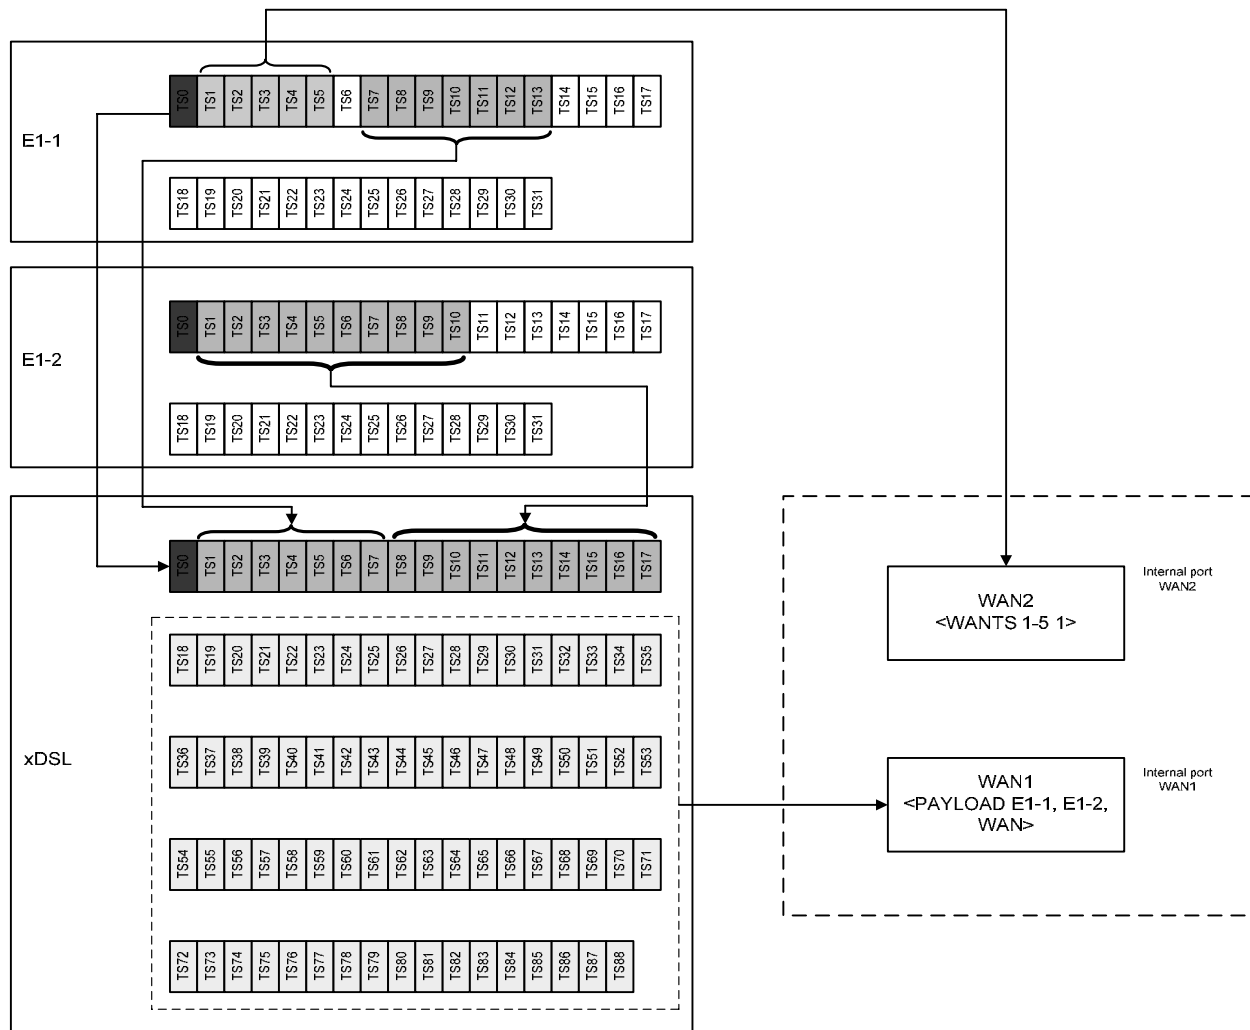 E1-1
TS0 TS1 TS2 TS3 TS4 TS5 TS6 TS7 TS8 TS9 TS10 TS11 TS12 TS13 TS14 TS15 TS16 TS17
TS18 TS19 TS20 TS21 TS22 TS23 TS24 TS25 TS26 TS27 TS28 TS29 TS30 TS31
E1-2
TS0 TS1 TS2 TS3 TS4 TS5 TS6 TS7 TS8 TS9 TS10 TS11 TS12 TS13 TS14 TS15 TS16 TS17
TS18 TS19 TS20 TS21 TS22 TS23 TS24 TS25 TS26 TS27 TS28 TS29 TS30 TS31
xDSL
TS0 TS1 TS2 TS3 TS4 TS5 TS6 TS7 TS8 TS9 TS10 TS11 TS12 TS13 TS14 TS15 TS16 TS17
TS18 TS19 TS20 TS21 TS22 TS23 TS24 TS25 TS26 TS27 TS28 TS29 TS30 TS31 TS32 TS33 TS34 TS35
TS36 TS37 TS38 TS39 TS40 TS41 TS42 TS43 TS44 TS45 TS46 TS47 TS48 TS49 TS50 TS51 TS52 TS53
TS54 TS55 TS56 TS57 TS58 TS59 TS60 TS61 TS62 TS63 TS64 TS65 TS66 TS67 TS68 TS69 TS70 TS71
TS72 TS73 TS74 TS75 TS76 TS77 TS78 TS79 TS80 TS81 TS82 TS83 TS84 TS85 TS86 TS87 TS88
WAN2
<WANTS 1-5 1>
Internal port
WAN2
WAN1
<PAYLOAD E1-1, E1-2,
WAN>
Internal port
WAN1